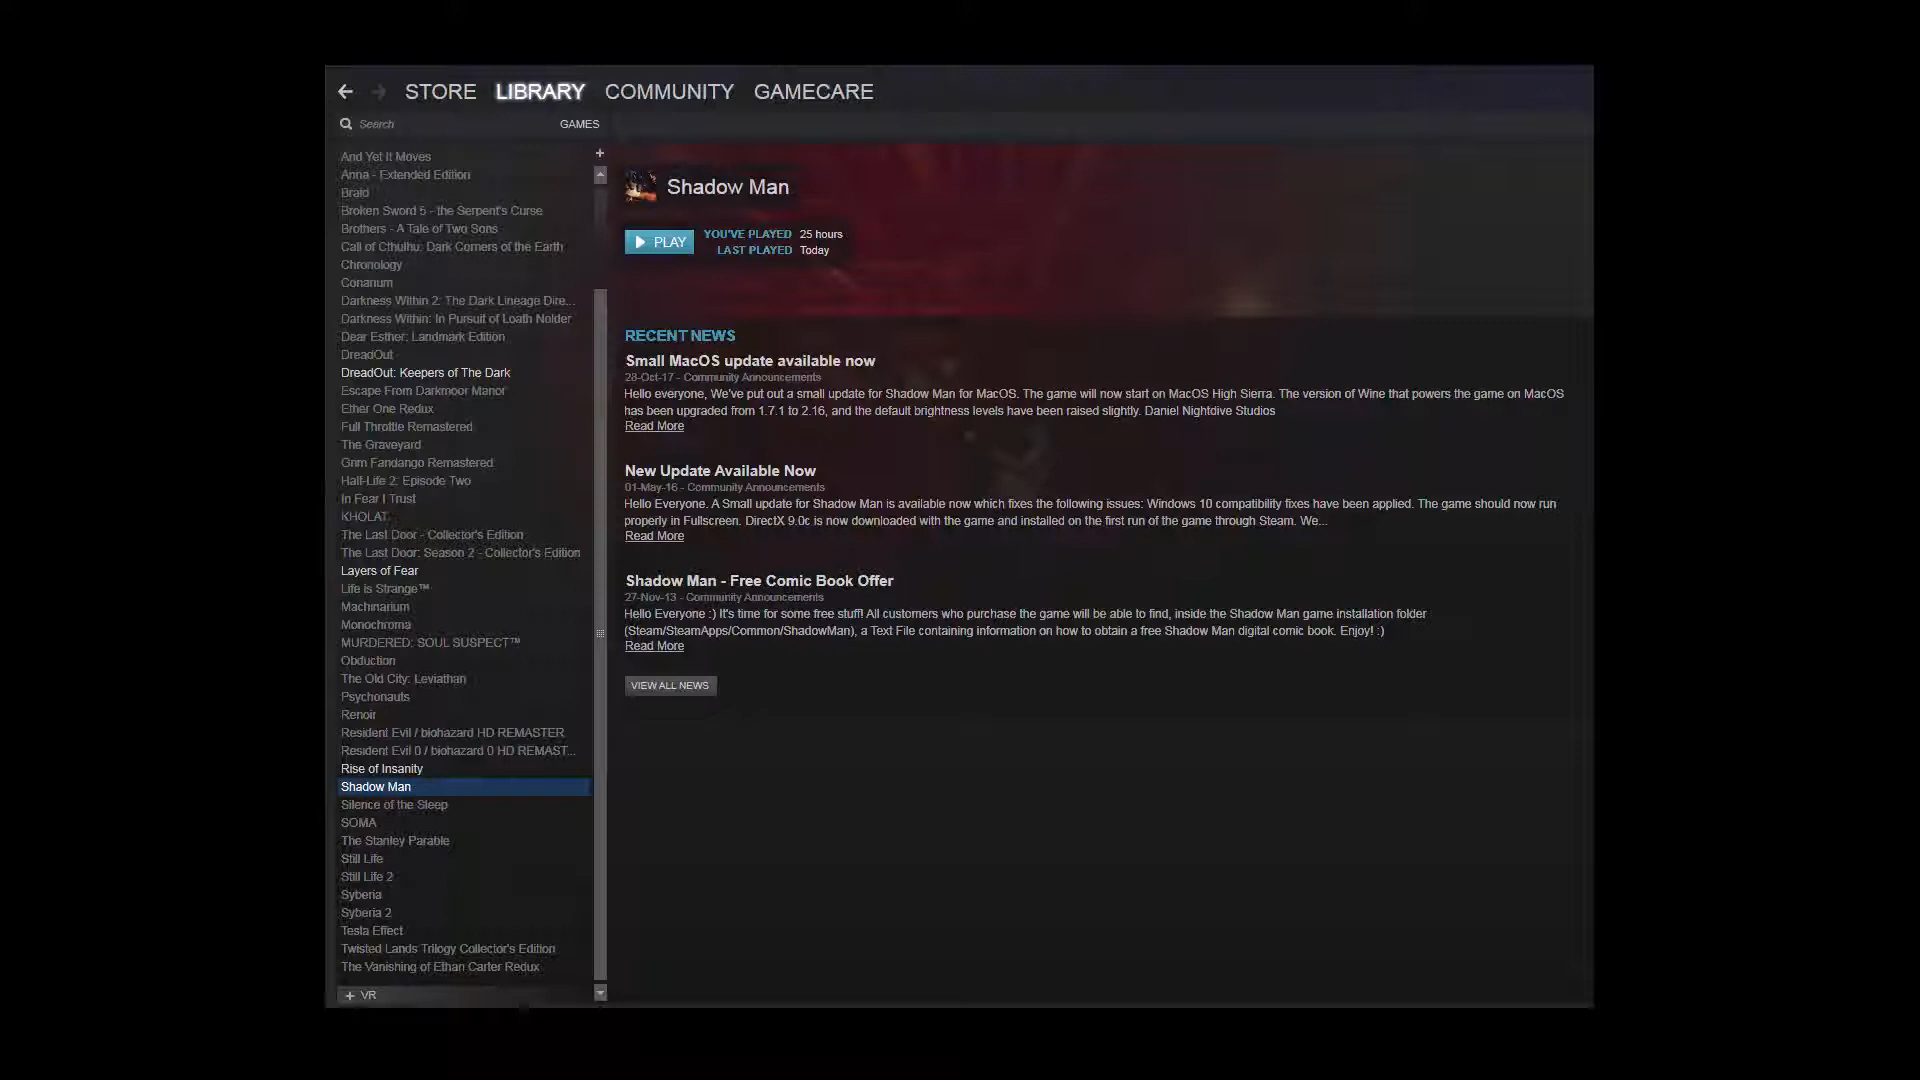 STORE LIBRARY COMMUNITY GAMECARE
Search GAMES
And Yet It Moves
Anna - Extended Edition
Braid
Broken Sword 5 - the Serpent's Curse
Brothers - A Tale of Two Sons
Call of Cthulhu: Dark Corners of the Earth
Chronology
Conarium
Darkness Within 2: The Dark Lineage Dire...
Darkness Within: In Pursuit of Loath Nolder
Dear Esther: Landmark Edition
DreadOut
DreadOut: Keepers of The Dark
Escape From Darkmoor Manor
Ether One Redux
Full Throttle Remastered
The Graveyard
Grim Fandango Remastered
Half-Life 2: Episode Two
In Fear I Trust
KHOLAT
The Last Door - Collector's Edition
The Last Door: Season 2 - Collector's Edition
Layers of Fear
Life is Strange™
Machinarium
Monochroma
MURDERED: SOUL SUSPECT™
Obduction
The Old City: Leviathan
Psychonauts
Renoir
Resident Evil / biohazard HD REMASTER
Resident Evil 0 / biohazard 0 HD REMAST...
Rise of Insanity
Shadow Man
Silence of the Sleep
SOMA
The Stanley Parable
Still Life
Still Life 2
Syberia
Syberia 2
Tesla Effect
Twisted Lands Trilogy Collector's Edition
The Vanishing of Ethan Carter Redux
+ VR
Shadow Man
PLAY
YOU'VE PLAYED 25 hours
LAST PLAYED Today
RECENT NEWS
Small MacOS update available now
28-Oct-17 - Community Announcements
Hello everyone, We've put out a small update for Shadow Man for MacOS. The game will now start on MacOS High Sierra. The version of Wine that powers the game on MacOS
has been upgraded from 1.7.1 to 2.16, and the default brightness levels have been raised slightly. Daniel Nightdive Studios
Read More
New Update Available Now
01-May-16 - Community Announcements
Hello Everyone. A Small update for Shadow Man is available now which fixes the following issues: Windows 10 compatibility fixes have been applied. The game should now run
properly in Fullscreen. DirectX 9.0c is now downloaded with the game and installed on the first run of the game through Steam. We...
Read More
Shadow Man - Free Comic Book Offer
27-Nov-13 - Community Announcements
Hello Everyone :) It's time for some free stuff! All customers who purchase the game will be able to find, inside the Shadow Man game installation folder
(Steam/SteamApps/Common/ShadowMan), a Text File containing information on how to obtain a free Shadow Man digital comic book. Enjoy! :)
Read More
VIEW ALL NEWS